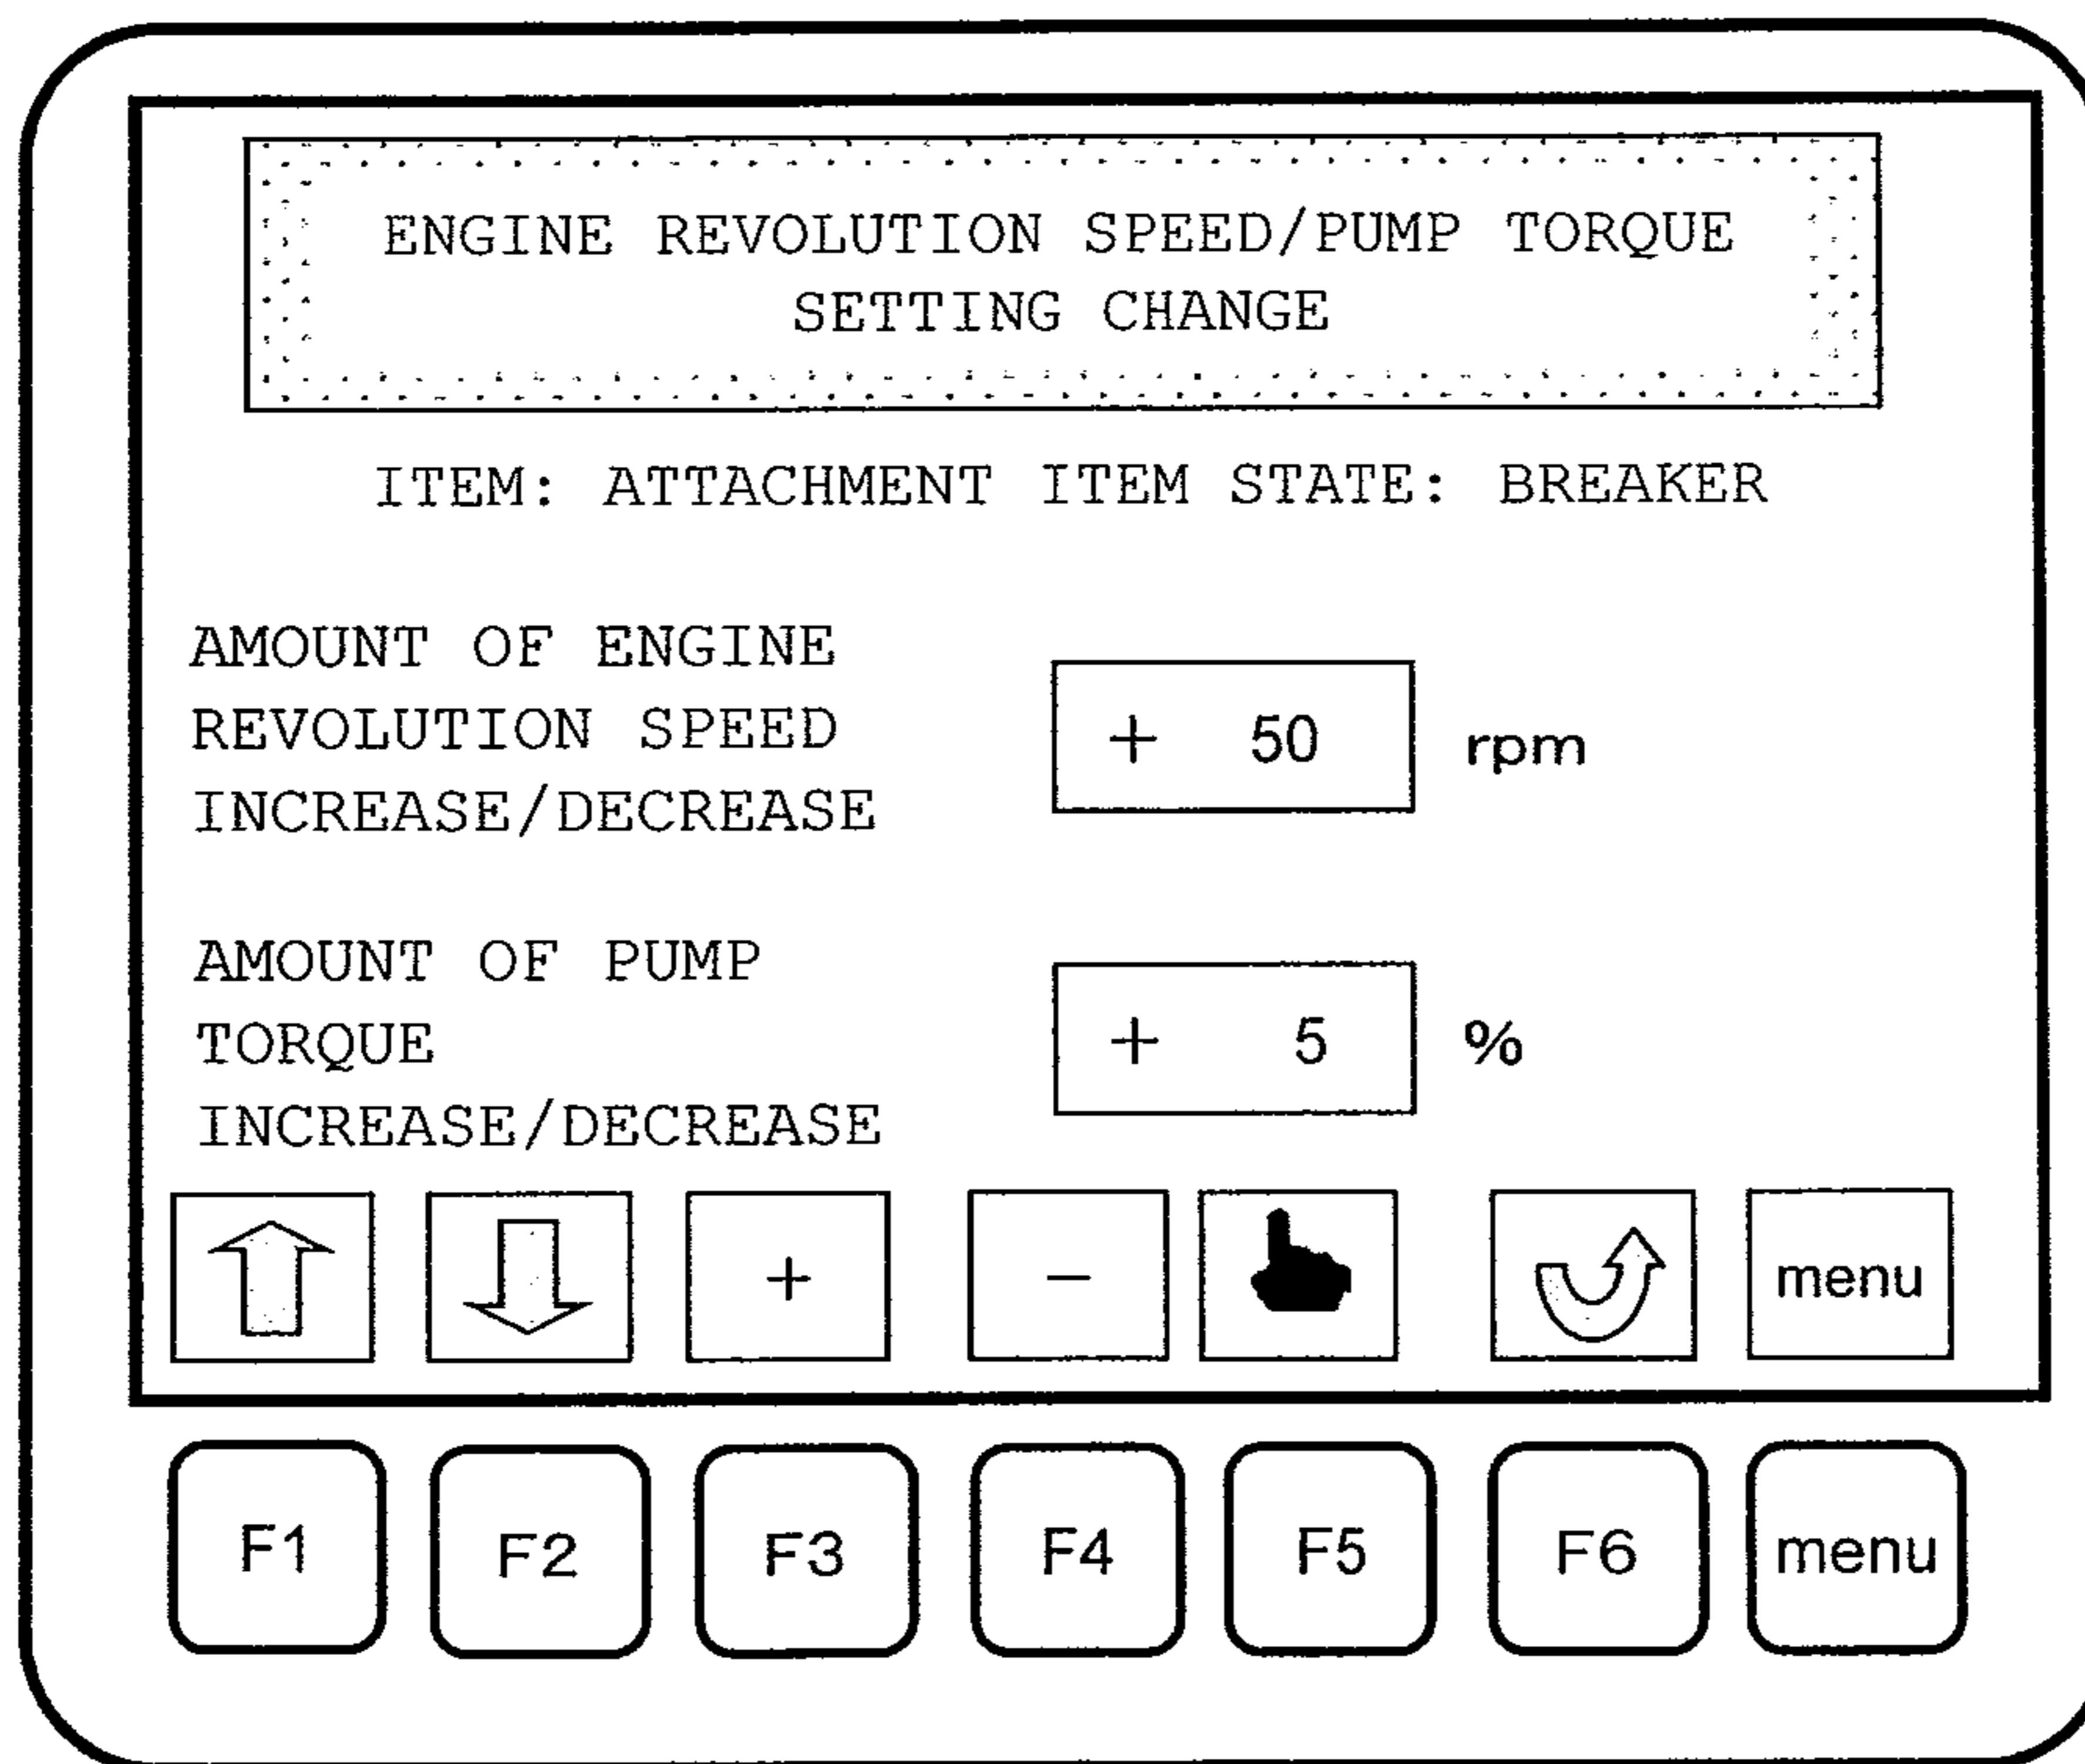 ENGINE REVOLUTION SPEED/PUMP TORQUE
SETTING CHANGE
ITEM: ATTACHMENT ITEM STATE: BREAKER
AMOUNT OF ENGINE
REVOLUTION SPEED
INCREASE/DECREASE
+ 50 rpm
AMOUNT OF PUMP
TORQUE
INCREASE/DECREASE
+ 5 %
+ − menu
F1 F2 F3 F4 F5 F6 menu